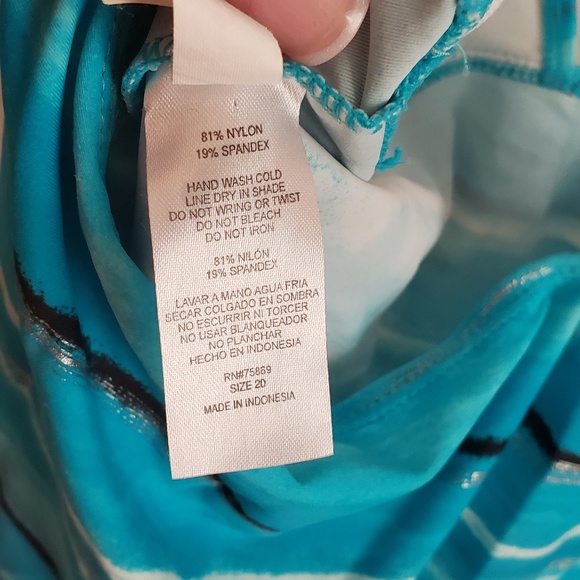 81% NYLON
19% SPANDEX
HAND WASH COLD
LINE DRY IN SHADE
DO NOT WRING OR TWIST
DO NOT BLEACH
DO NOT IRON
81% NILÓN
19% SPANDEX
LAVAR A MANO AGUA FRIA
SECAR COLGADO EN SOMBRA
NO ESCURRIR NI TORCER
NO USAR BLANQUEADOR
NO PLANCHAR
HECHO EN INDONESIA
RN#75869
SIZE 20
MADE IN INDONESIA